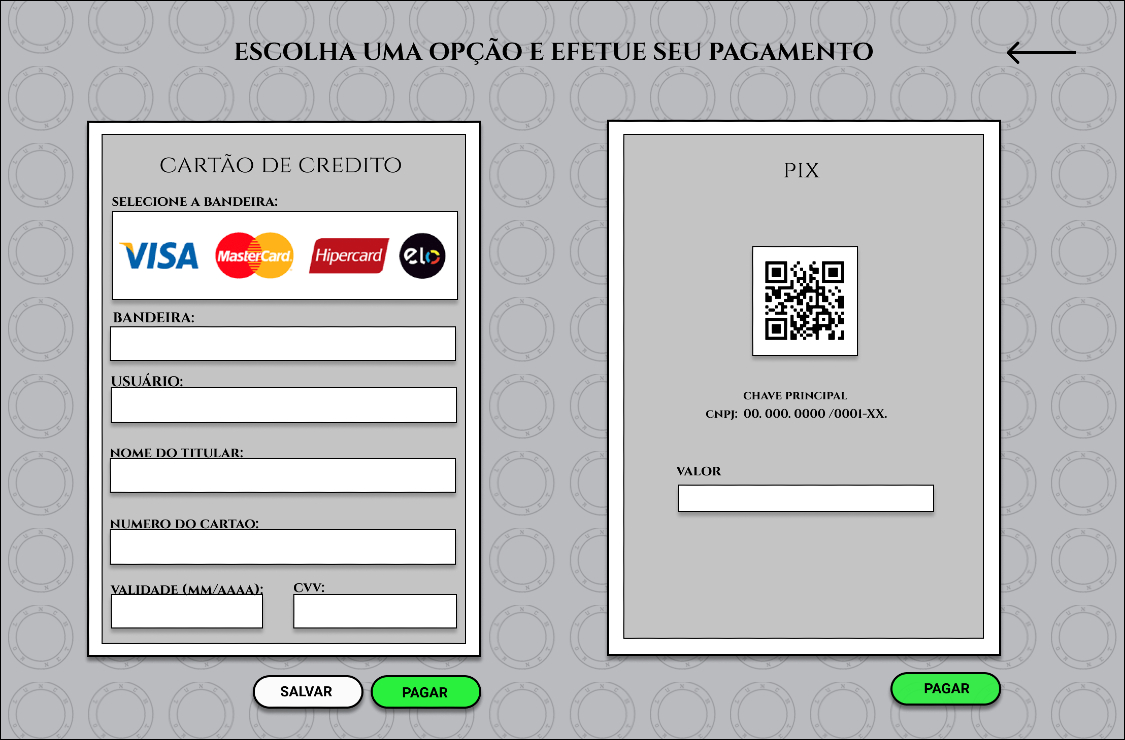 ESCOLHA UMA OPÇÃO E EFETUE SEU PAGAMENTO
CARTÃO DE CREDITO
SELECIONE A BANDEIRA:
VISA MasterCard Hipercard elo
BANDEIRA:
USUÁRIO:
NOME DO TITULAR:
NUMERO DO CARTAO:
VALIDADE (MM/AAAA): CVV:
SALVAR PAGAR
PIX
CHAVE PRINCIPAL
CNPJ: 00. 000. 0000 /0001-XX.
VALOR
PAGAR